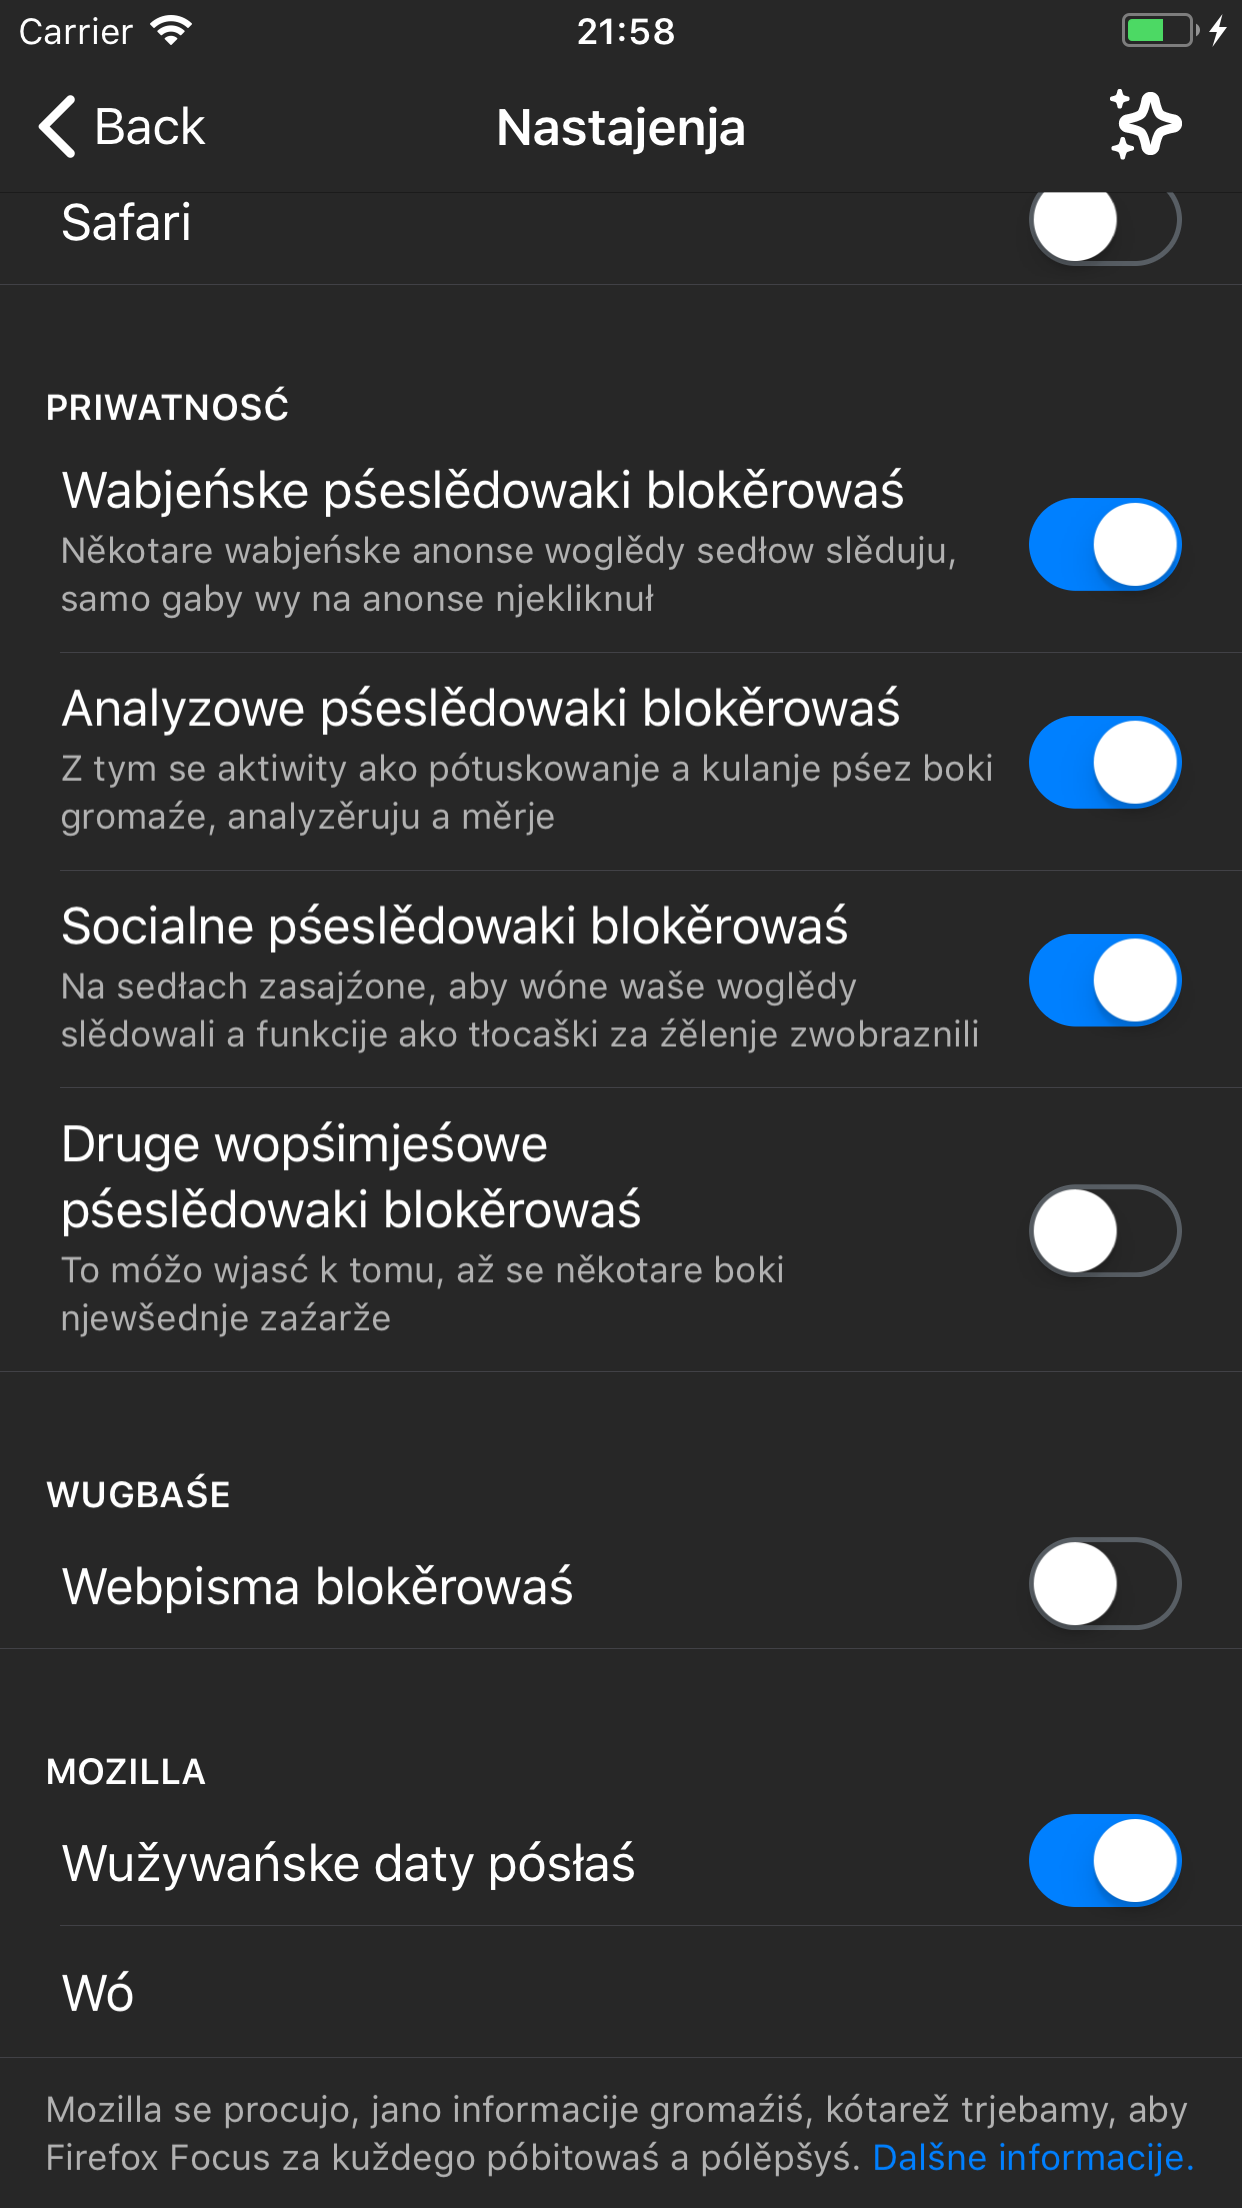 Carrier 21:58
Back Nastajenja
Safari
PRIWATNOSĆ
Wabjeńske pśeslědowaki blokěrowaś
Někotare wabjeńske anonse woglědy sedłow slěduju,
samo gaby wy na anonse njekliknuł
Analyzowe pśeslědowaki blokěrowaś
Z tym se aktiwity ako pótuskowanje a kulanje pśez boki
gromaźe, analyzěruju a měrje
Socialne pśeslědowaki blokěrowaś
Na sedłach zasajźone, aby wóne waše woglědy
slědowali a funkcije ako tłocaški za źělenje zwobraznili
Druge wopśimjeśowe
pśeslědowaki blokěrowaś
To móžo wjasć k tomu, až se někotare boki
njewšednje zaźarže
WUGBAŚE
Webpisma blokěrowaś
MOZILLA
Wužywańske daty pósłaś
Wó
Mozilla se procujo, jano informacije gromaźiś, kótarež trjebamy, aby
Firefox Focus za kuždego póbitowaś a pólěpšyś. Dalšne informacije.